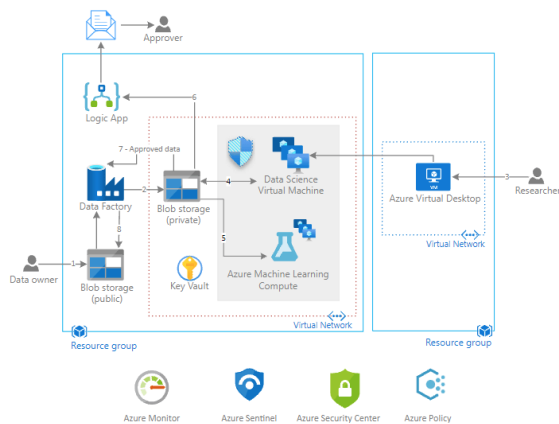 Approver
6
Logic App
7 - Approved data
4
Data Science
Virtual Machine
VM
Azure Virtual Desktop
3
Researcher
Data Factory
2
Blob storage
(private)
8
5
Virtual Network
1
Data owner
Blob storage
(public)
Key Vault
Azure Machine Learning
Compute
Virtual Network
Resource group
Resource group
Azure Monitor
Azure Sentinel
Azure Security Center
Azure Policy